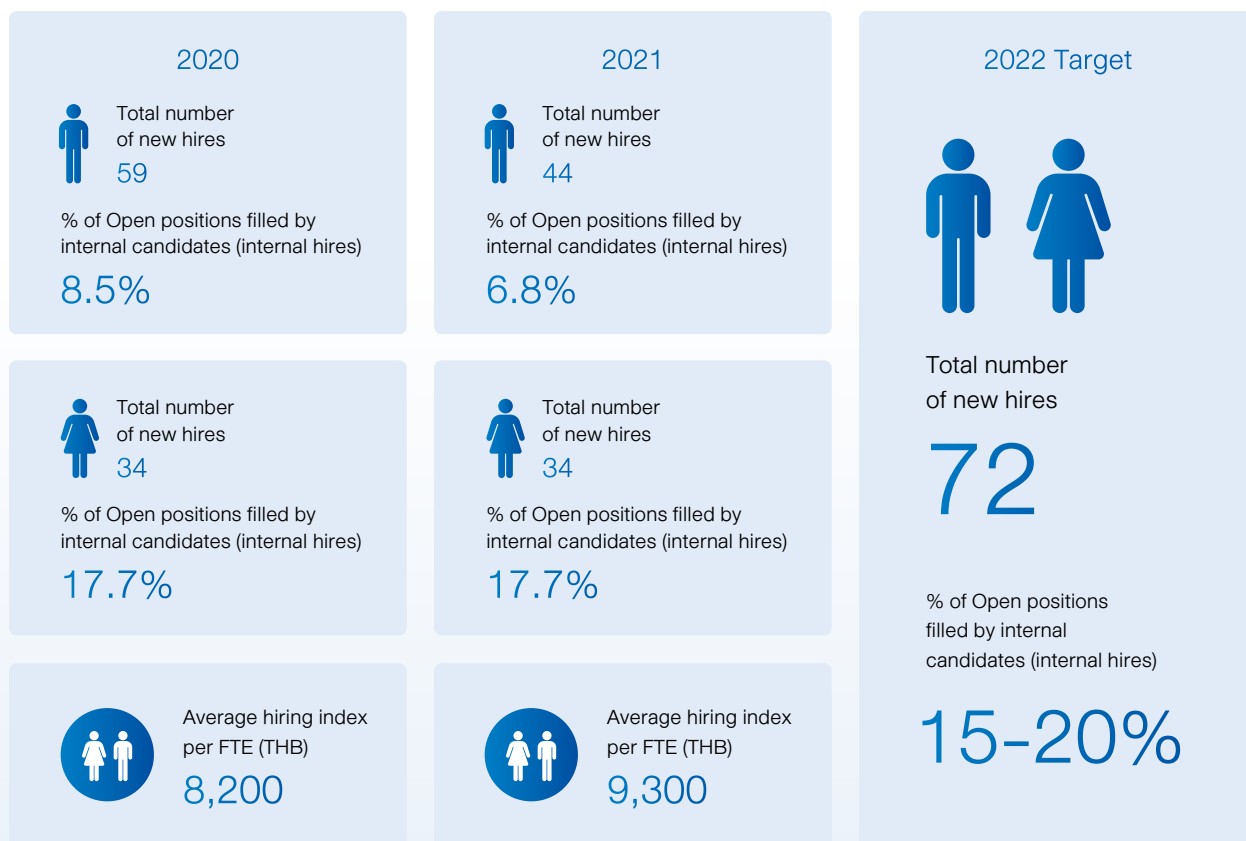 2020
Total number
of new hires
59
% of Open positions filled by
internal candidates (internal hires)
8.5%
Total number
of new hires
34
% of Open positions filled by
internal candidates (internal hires)
17.7%
Average hiring index
per FTE (THB)
8,200
2021
Total number
of new hires
44
% of Open positions filled by
internal candidates (internal hires)
6.8%
Total number
of new hires
34
% of Open positions filled by
internal candidates (internal hires)
17.7%
Average hiring index
per FTE (THB)
9,300
2022 Target
Total number
of new hires
72
% of Open positions
filled by internal
candidates (internal hires)
15-20%